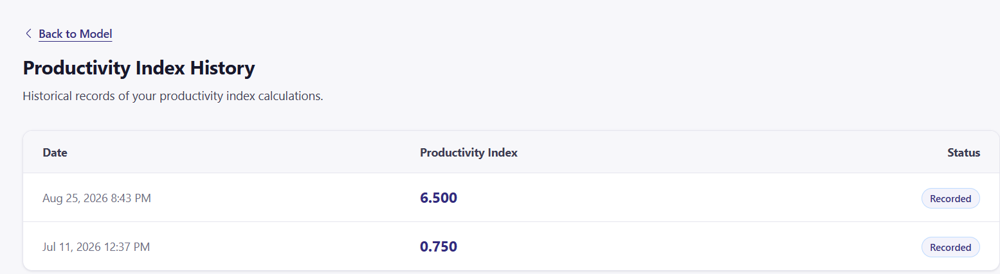 Back to Model
Productivity Index History
Historical records of your productivity index calculations.
Date Productivity Index Status
Aug 25, 2026 8:43 PM 6.500 Recorded
Jul 11, 2026 12:37 PM 0.750 Recorded